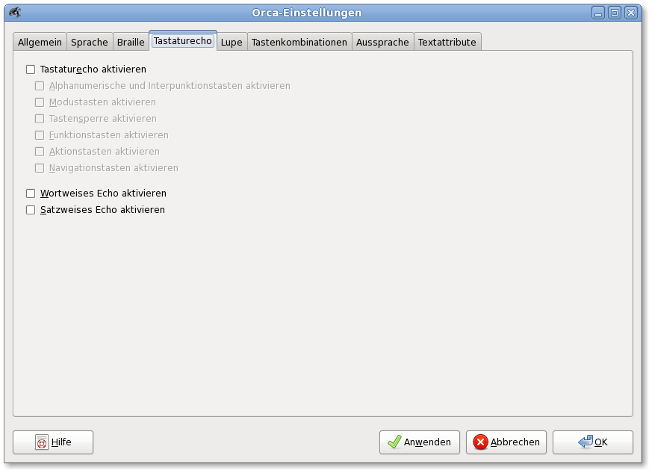 Orca-Einstellungen
Allgemein Sprache Braille Tastaturecho Lupe Tastenkombinationen Aussprache Textattribute
Tastaturecho aktivieren
Alphanumerische und Interpunktionstasten aktivieren
Modustasten aktivieren
Tastensperre aktivieren
Funktionstasten aktivieren
Aktionstasten aktivieren
Navigationstasten aktivieren
Wortweises Echo aktivieren
Satzweises Echo aktivieren
Hilfe Anwenden Abbrechen OK